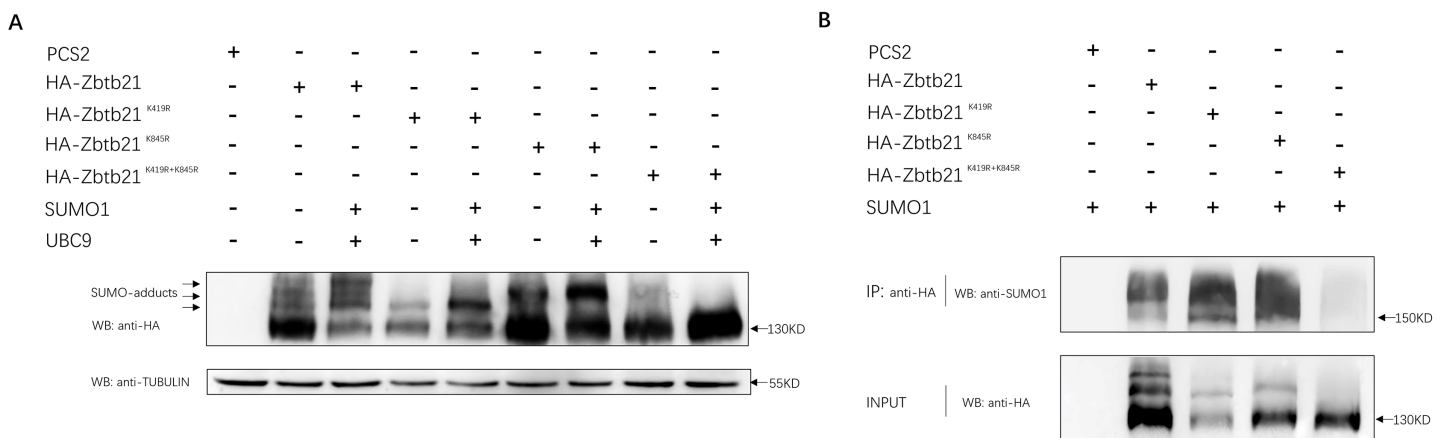 A
PCS2 + - - - - - - - -
HA-Zbtb21 - + + - - - - - -
HA-Zbtb21 K419R - - - + + - - - -
HA-Zbtb21 K845R - - - - - + + - -
HA-Zbtb21 K419R+K845R - - - - - - - + +
SUMO1 - - + - + - + - +
UBC9 - - + - + - + - +
SUMO-adducts
WB: anti-HA
130KD
WB: anti-TUBULIN
55KD
B
PCS2 + - - - -
HA-Zbtb21 - + - - -
HA-Zbtb21 K419R - - + - -
HA-Zbtb21 K845R - - - + -
HA-Zbtb21 K419R+K845R - - - - +
SUMO1 + + + + +
IP: anti-HA WB: anti-SUMO1
150KD
INPUT WB: anti-HA
130KD